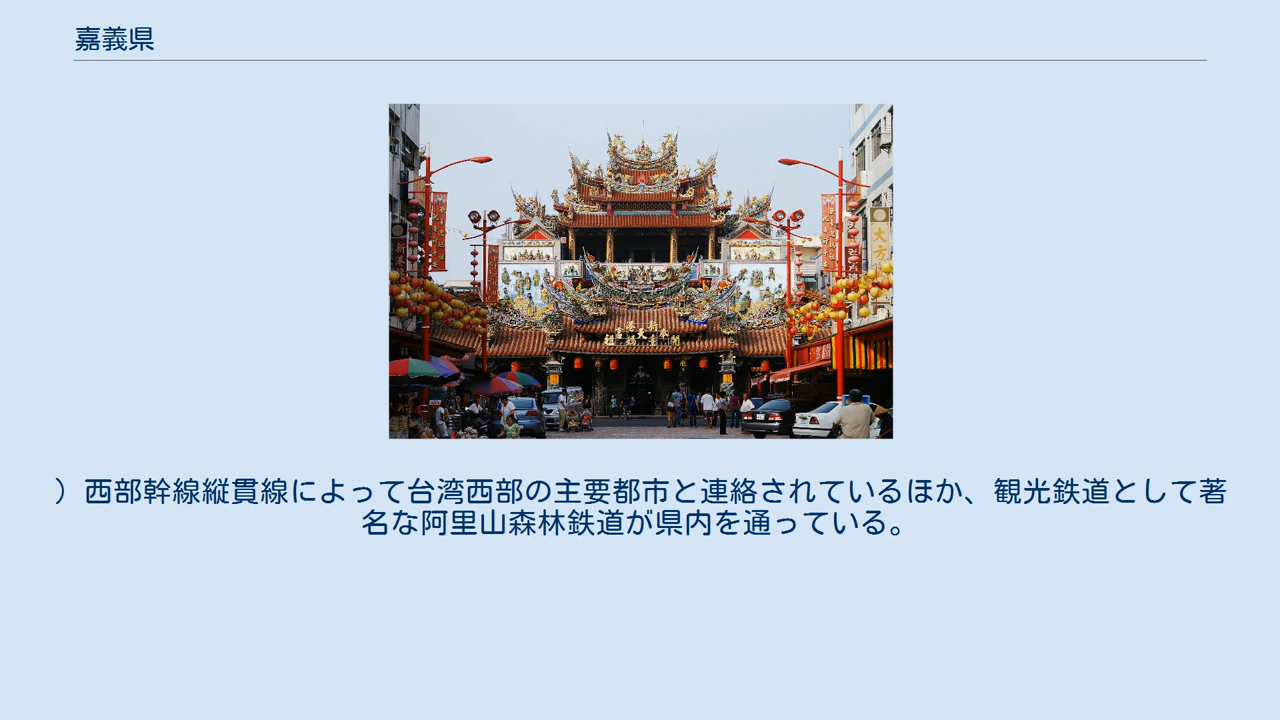 嘉義県
大方
）西部幹線縦貫線によって台湾西部の主要都市と連絡されているほか、観光鉄道として著
名な阿里山森林鉄道が県内を通っている。